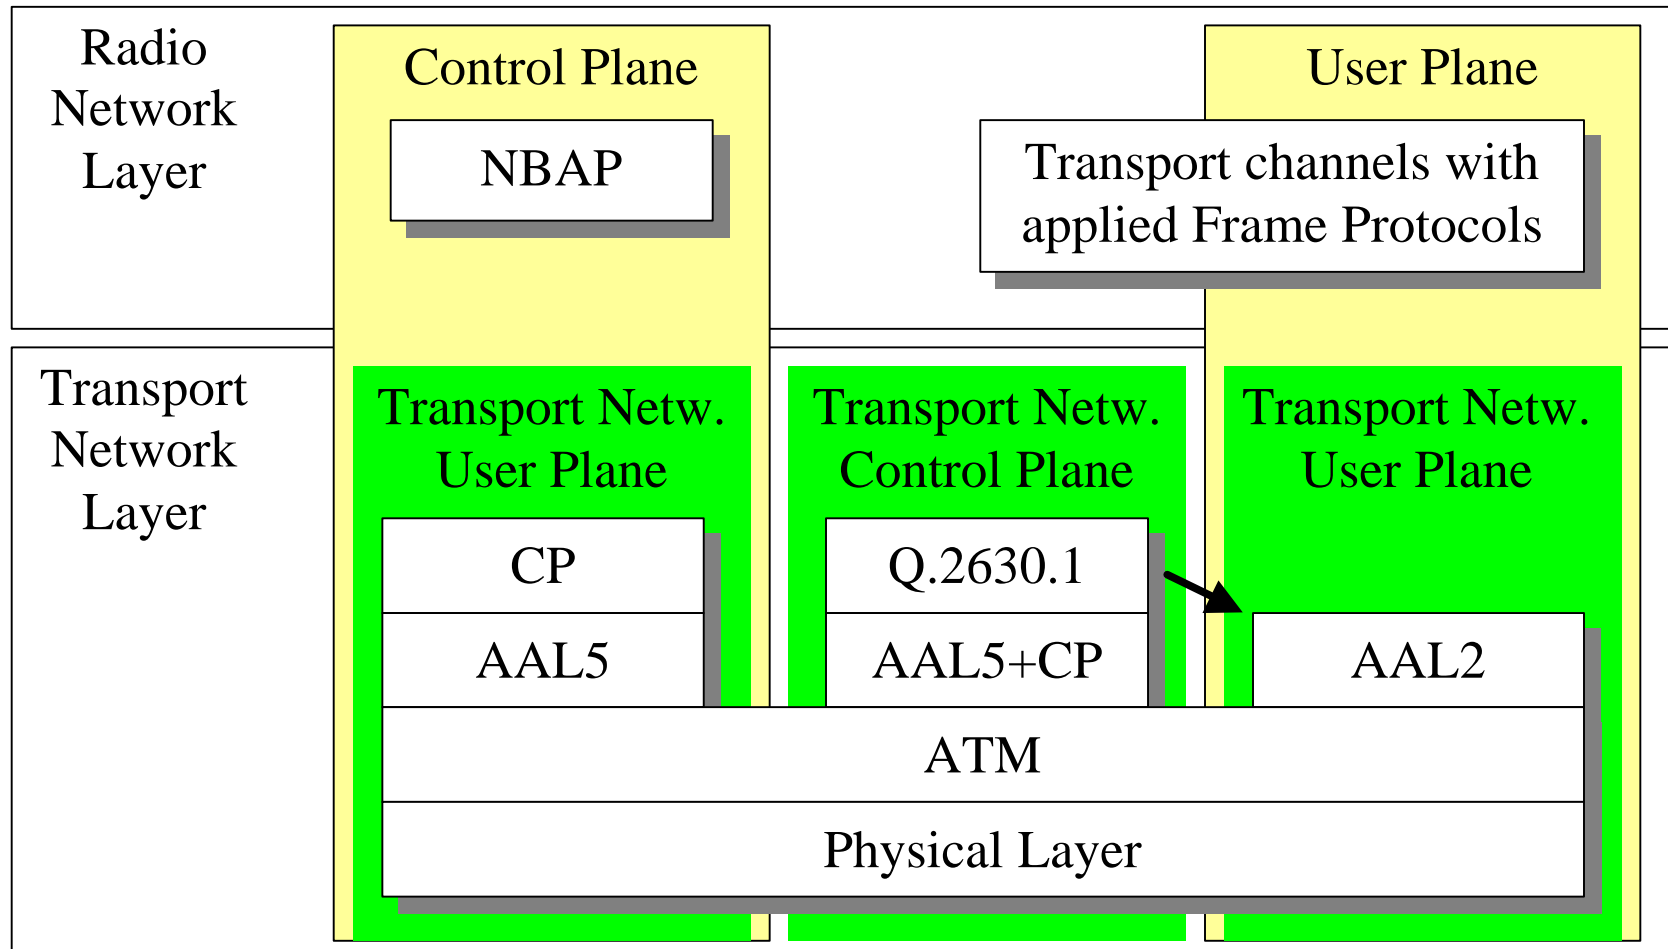 Radio
Network
Layer
Control Plane
NBAP
User Plane
Transport channels with
applied Frame Protocols
Transport
Network
Layer
Transport Netw.
User Plane
CP
AAL5
Transport Netw.
Control Plane
Q.2630.1
AAL5+CP
Transport Netw.
User Plane
AAL2
ATM
Physical Layer